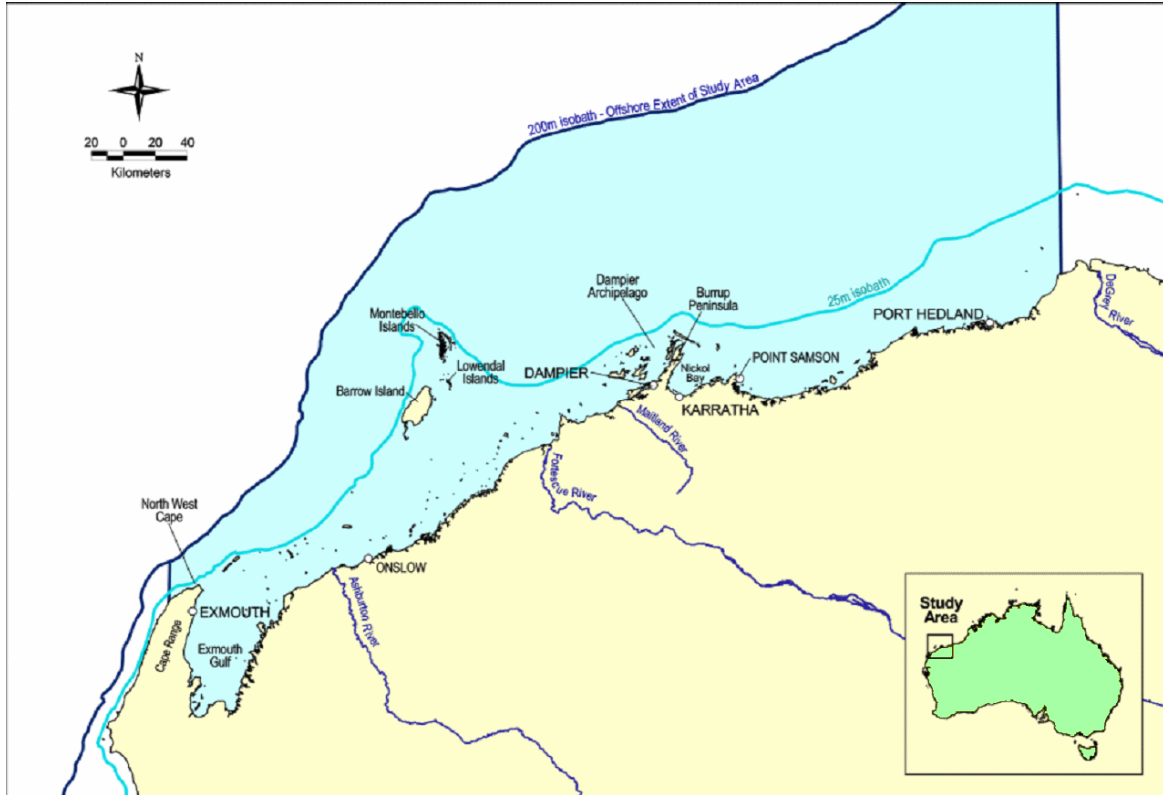 N
20 0 20 40
Kilometers
200m isobath - Offshore Extent of Study Area
25m isobath
DeGrey
River
PORT HEDLAND
Dampier
Archipelago
Burrup
Peninsula
Montebello
Islands
Lowendal
Islands
Barrow Island
DAMPIER
Nickol
Bay
POINT SAMSON
KARRATHA
Maitland River
Fortescue River
North West
Cape
ONSLOW
Ashburton River
EXMOUTH
Cape Range
Exmouth
Gulf
Study
Area